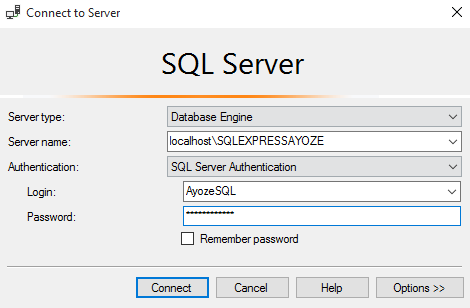 Connect to Server
SQL Server
Server type: Database Engine
Server name: localhost\SQLEXPRESSAYOZE
Authentication: SQL Server Authentication
Login: AyozeSQL
Password: ************
Remember password
Connect Cancel Help Options >>